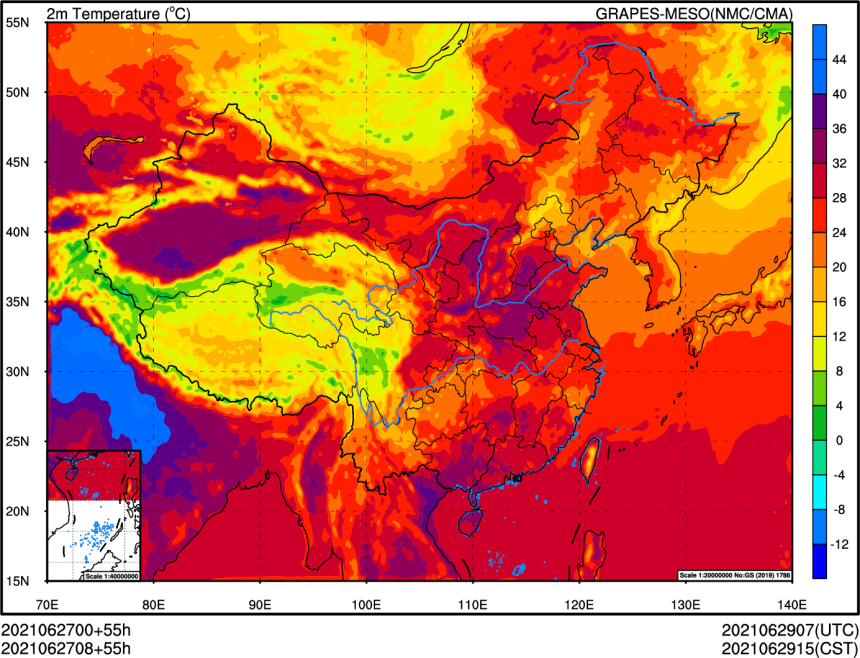 2m Temperature (°C) GRAPES-MESO(NMC/CMA)
55N
50N
45N
40N
35N
30N
25N
20N
15N
44
40
36
32
28
24
20
16
12
8
4
0
-4
-8
-12
Scale 1:40000000
Scale 1:20000000 No:GS (2019) 1786
70E 80E 90E 100E 110E 120E 130E 140E
2021062700+55h 2021062907(UTC)
2021062708+55h 2021062915(CST)